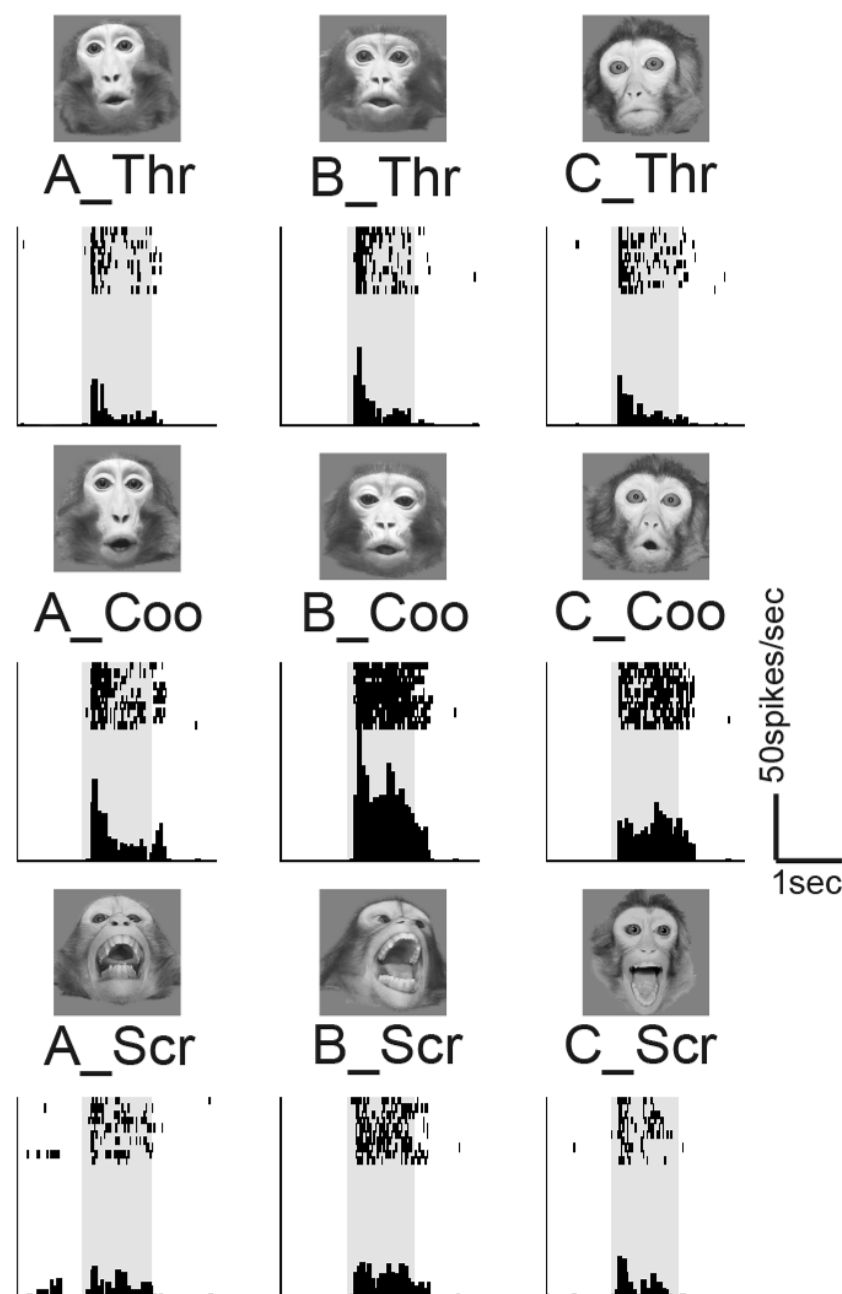 A_Thr
B_Thr
C_Thr
A_Coo
B_Coo
C_Coo
50spikes/sec
1sec
A_Scr
B_Scr
C_Scr